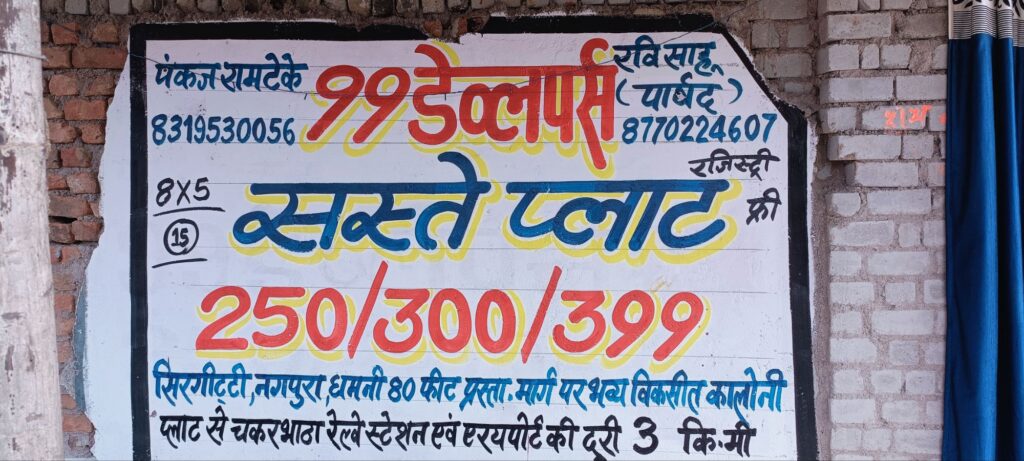 पंकज रामटेके
8319530056
99 डेव्लपर्स
रवि साहू
(पार्षद)
8770224607
8X5
15
सस्ते प्लाट
रजिस्ट्री
फ्री
250/300/399
सिरगीट्टी, नगपुरा, धमनी 80 फीट प्रस्ता. मार्ग पर भव्य विकसीत कालोनी
प्लाट से चकरभाठा रेल्वे स्टेशन एवं एरयपोर्ट की दूरी 3 कि.मी